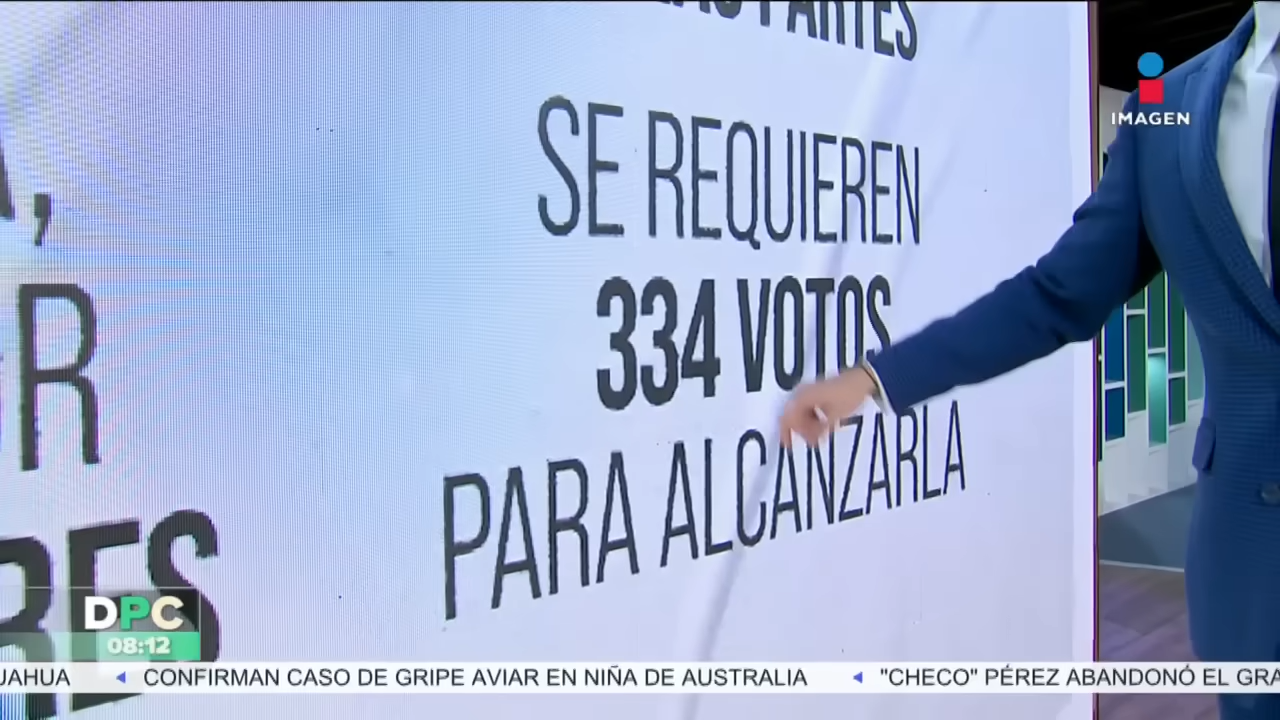 PARTES
SE REQUIEREN
334 VOTOS
PARA ALCANZARLA
IMAGEN
DPC
08:12
CONFIRMAN CASO DE GRIPE AVIAR EN NIÑA DE AUSTRALIA
"CHECO" PÉREZ ABANDONÓ EL